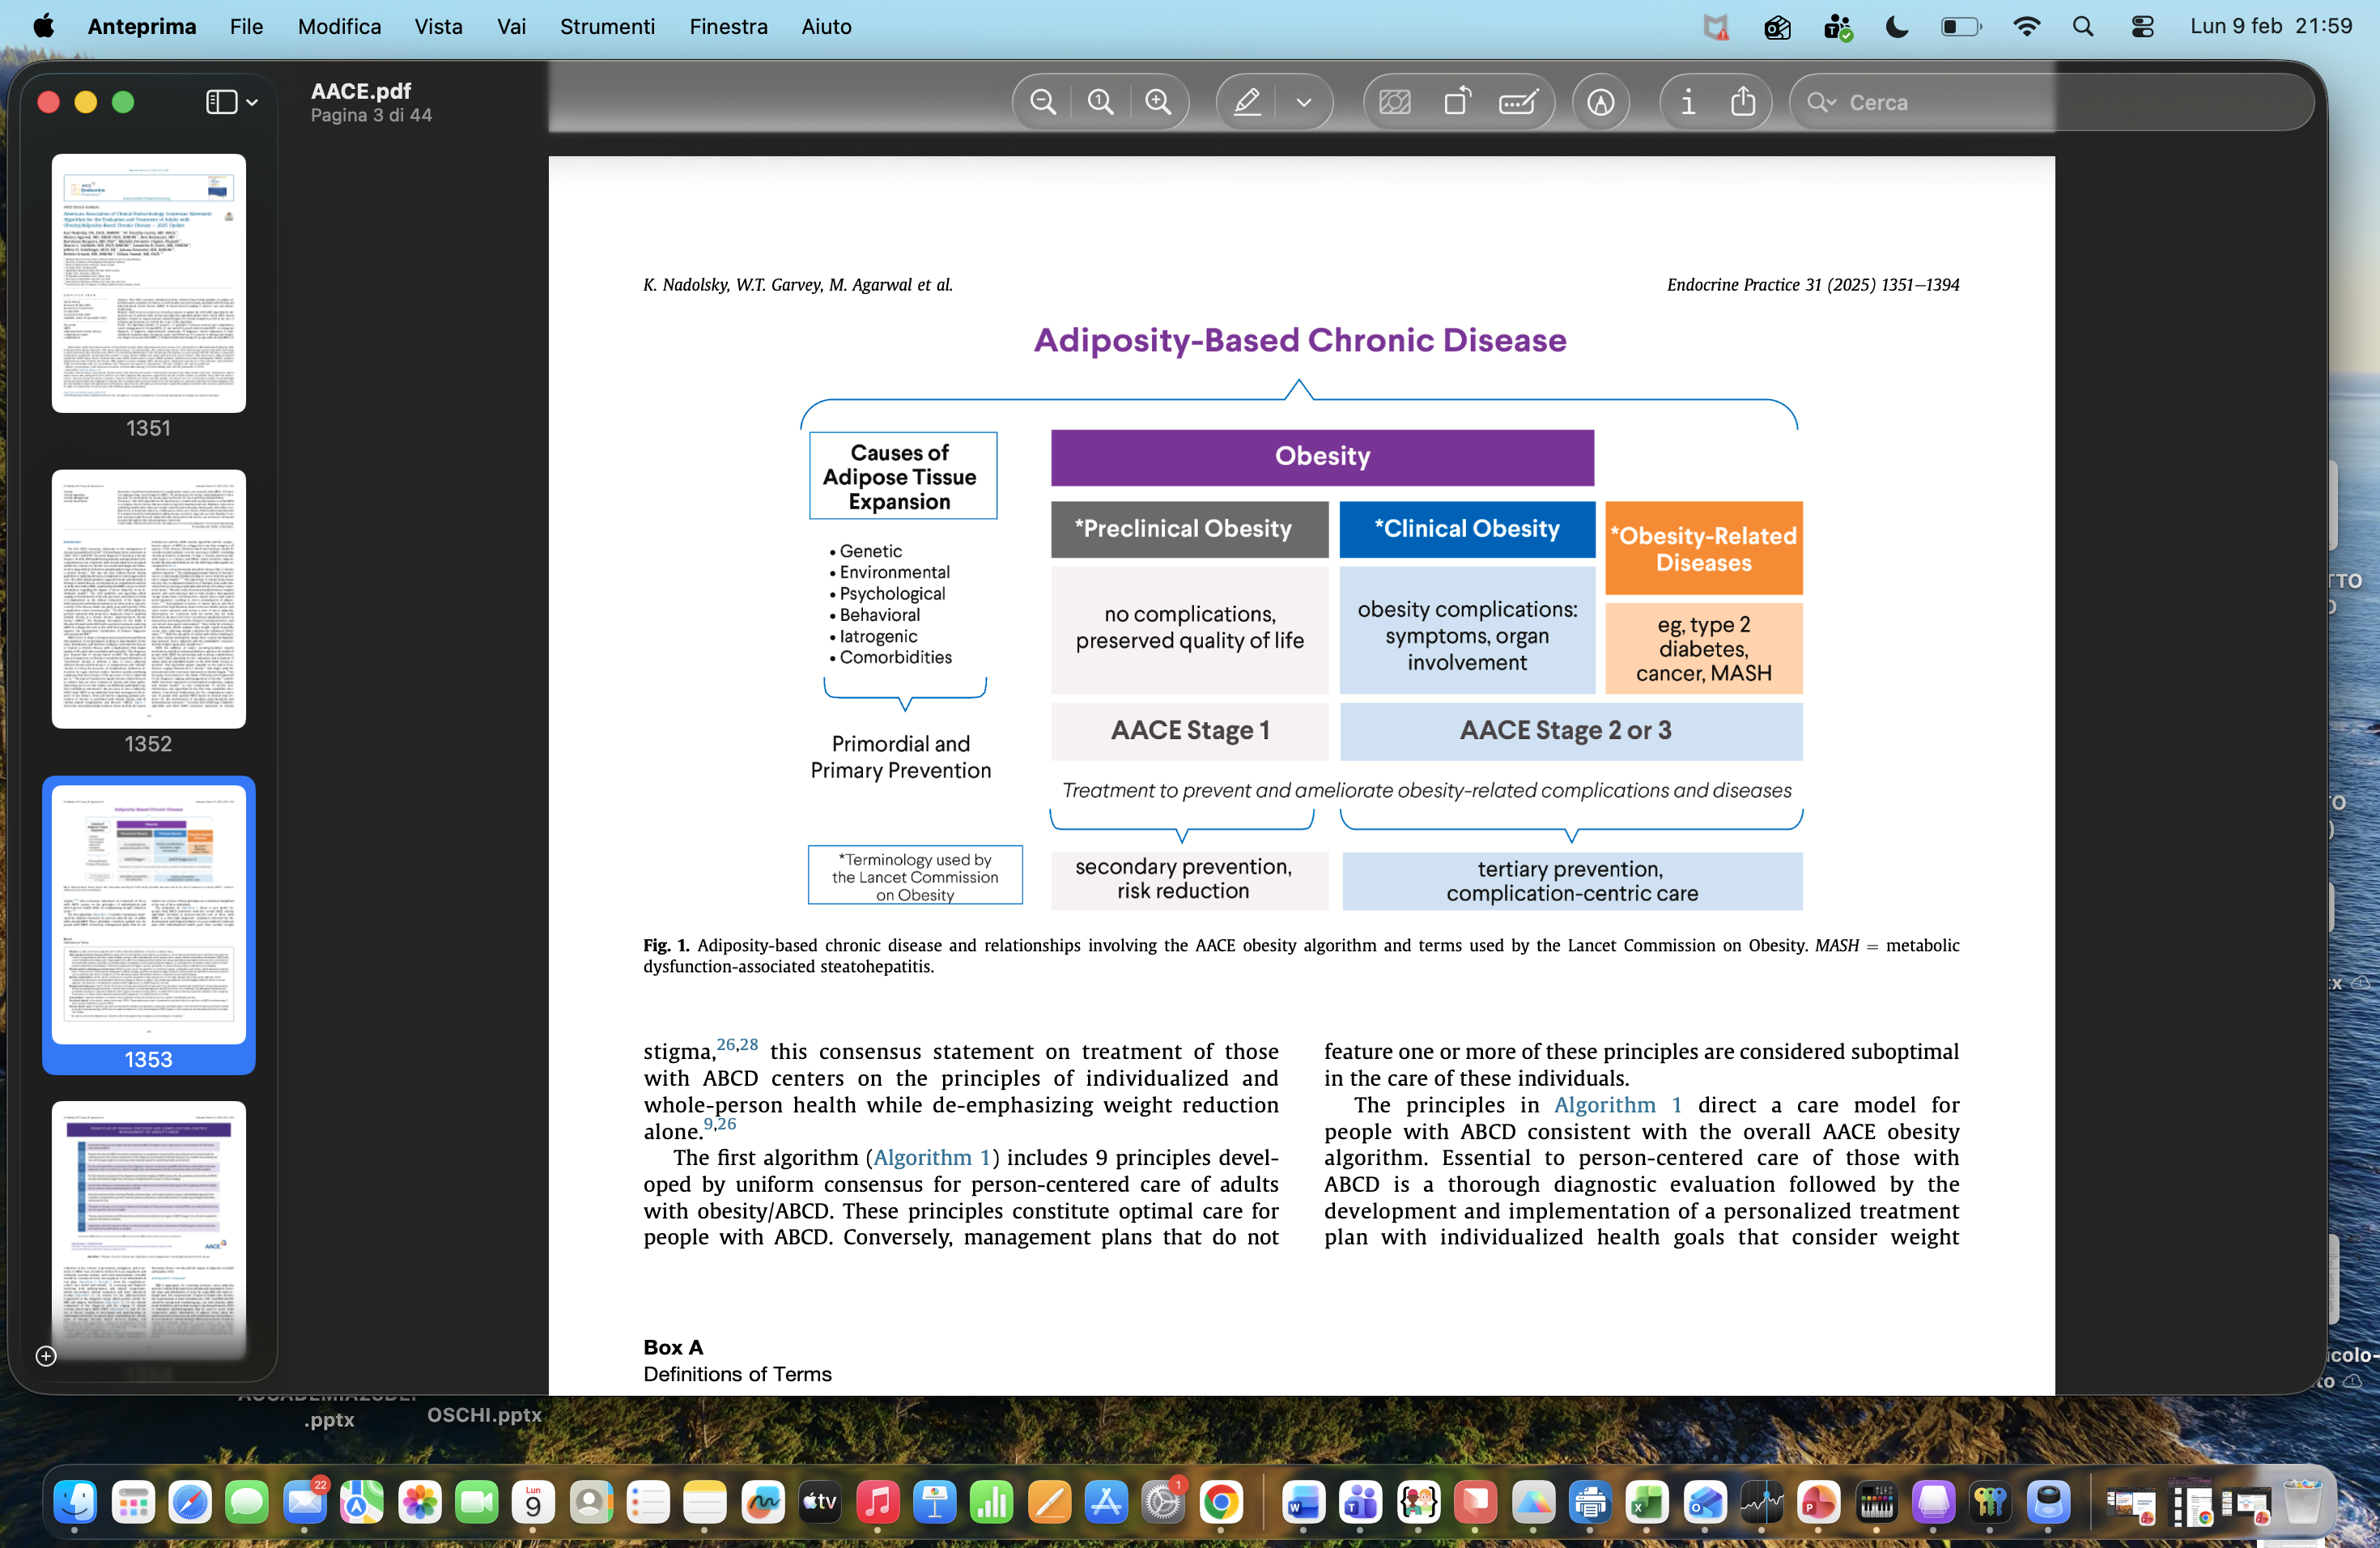 Anteprima File Modifica Vista Vai Strumenti Finestra Aiuto
Lun 9 feb 21:59
AACE.pdf
Pagina 3 di 44
Cerca
1351
1352
1353
K. Nadolsky, W.T. Garvey, M. Agarwal et al.
Endocrine Practice 31 (2025) 1351–1394
Adiposity-Based Chronic Disease
Causes of
Adipose Tissue
Expansion
• Genetic
• Environmental
• Psychological
• Behavioral
• Iatrogenic
• Comorbidities
Primordial and
Primary Prevention
*Terminology used by
the Lancet Commission
on Obesity
Obesity
*Preclinical Obesity
*Clinical Obesity
*Obesity-Related
Diseases
no complications,
preserved quality of life
obesity complications:
symptoms, organ
involvement
eg, type 2
diabetes,
cancer, MASH
AACE Stage 1
AACE Stage 2 or 3
Treatment to prevent and ameliorate obesity-related complications and diseases
secondary prevention,
risk reduction
tertiary prevention,
complication-centric care
Fig. 1. Adiposity-based chronic disease and relationships involving the AACE obesity algorithm and terms used by the Lancet Commission on Obesity. MASH = metabolic
dysfunction-associated steatohepatitis.
stigma,26,28 this consensus statement on treatment of those
with ABCD centers on the principles of individualized and
whole-person health while de-emphasizing weight reduction
alone.9,26
The first algorithm (Algorithm 1) includes 9 principles devel-
oped by uniform consensus for person-centered care of adults
with obesity/ABCD. These principles constitute optimal care for
people with ABCD. Conversely, management plans that do not
feature one or more of these principles are considered suboptimal
in the care of these individuals.
The principles in Algorithm 1 direct a care model for
people with ABCD consistent with the overall AACE obesity
algorithm. Essential to person-centered care of those with
ABCD is a thorough diagnostic evaluation followed by the
development and implementation of a personalized treatment
plan with individualized health goals that consider weight
Box A
Definitions of Terms
.pptx
OSCHI.pptx
22
Lun
9
tv
1